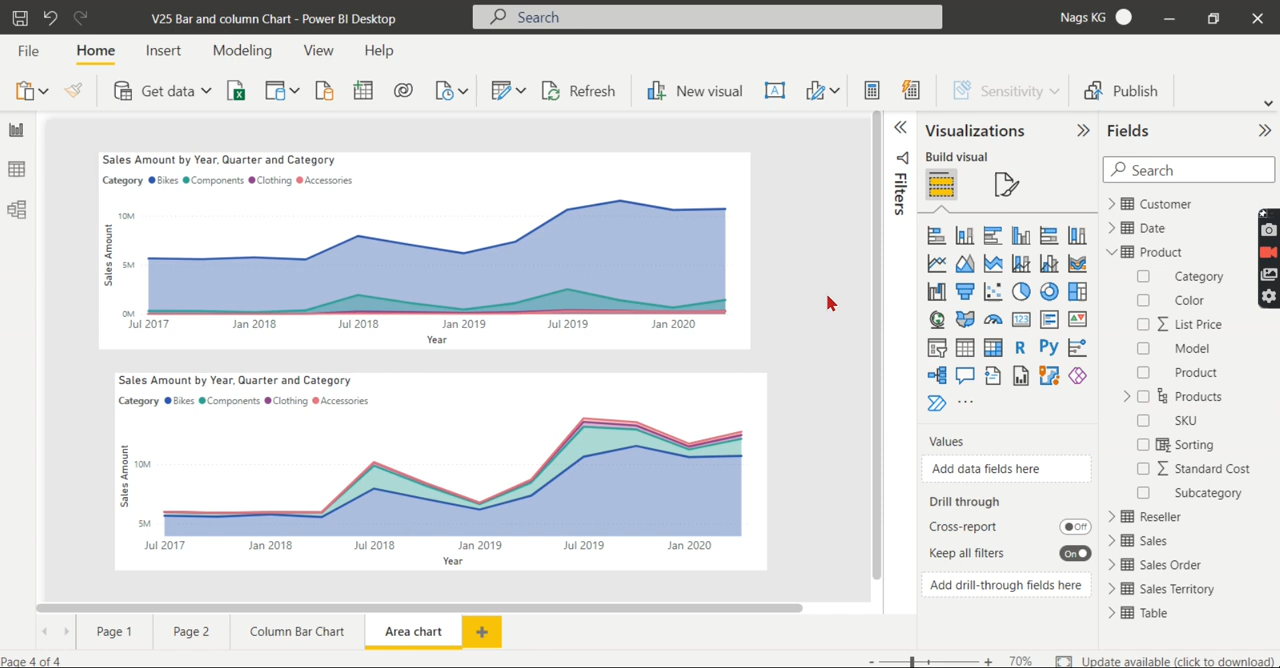 V25 Bar and column Chart - Power BI Desktop
Search
Nags KG
File
Home
Insert
Modeling
View
Help
Get data
Refresh
New visual
Sensitivity
Publish
Sales Amount by Year, Quarter and Category
Category Bikes Components Clothing Accessories
Sales Amount
10M
5M
0M
Jul 2017 Jan 2018 Jul 2018 Jan 2019 Jul 2019 Jan 2020
Year
Sales Amount by Year, Quarter and Category
Category Bikes Components Clothing Accessories
Sales Amount
10M
5M
Jul 2017 Jan 2018 Jul 2018 Jan 2019 Jul 2019 Jan 2020
Year
Filters
Visualizations
Build visual
123
R
Py
Values
Add data fields here
Drill through
Cross-report
Off
Keep all filters
On
Add drill-through fields here
Fields
Search
Customer
Date
Product
Category
Color
List Price
Model
Product
Products
SKU
Sorting
Standard Cost
Subcategory
Reseller
Sales
Sales Order
Sales Territory
Table
Page 1
Page 2
Column Bar Chart
Area chart
Page 4 of 4
70%
Update available (click to download)